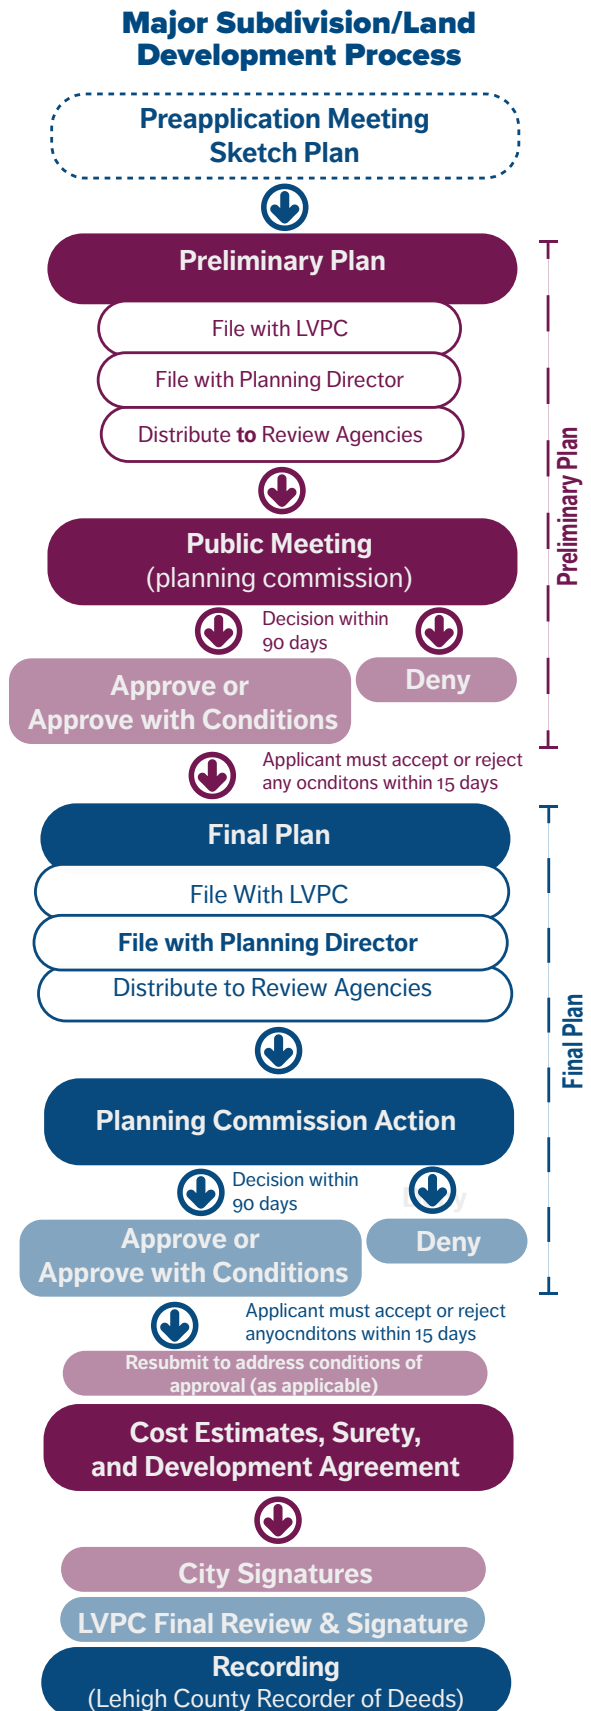 Major Subdivision/Land
Development Process
Preapplication Meeting
Sketch Plan
Preliminary Plan
File with LVPC
File with Planning Director
Distribute to Review Agencies
Preliminary Plan
Public Meeting
(planning commission)
Decision within
90 days
Approve or
Approve with Conditions
Deny
Applicant must accept or reject
any ocnditons within 15 days
Final Plan
File With LVPC
File with Planning Director
Distribute to Review Agencies
Final Plan
Planning Commission Action
Decision within
90 days
Deny
Approve or
Approve with Conditions
Deny
Applicant must accept or reject
anyocnditons within 15 days
Resubmit to address conditions of
approval (as applicable)
Cost Estimates, Surety,
and Development Agreement
City Signatures
LVPC Final Review & Signature
Recording
(Lehigh County Recorder of Deeds)